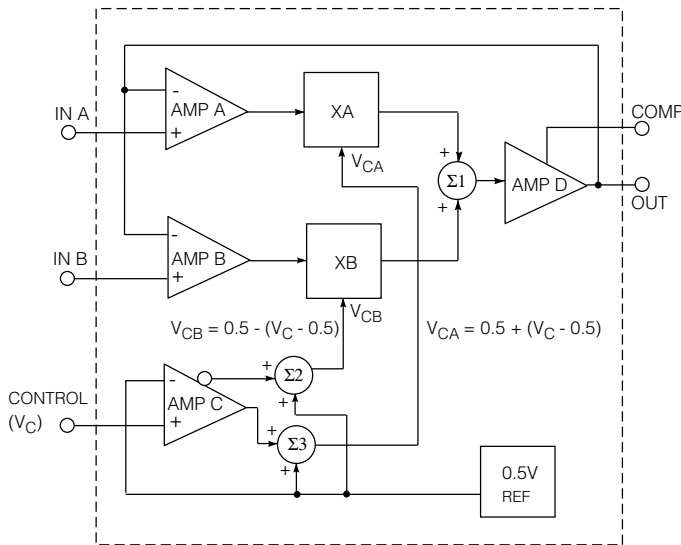 IN A
-
+
AMP A
XA
V_CA
+
+
Σ1
AMP D
COMP
OUT
IN B
-
+
AMP B
XB
V_CB
V_CB = 0.5 - (V_C - 0.5)
V_CA = 0.5 + (V_C - 0.5)
CONTROL
(V_C)
-
+
AMP C
+
+
Σ2
+
+
Σ3
0.5V
REF